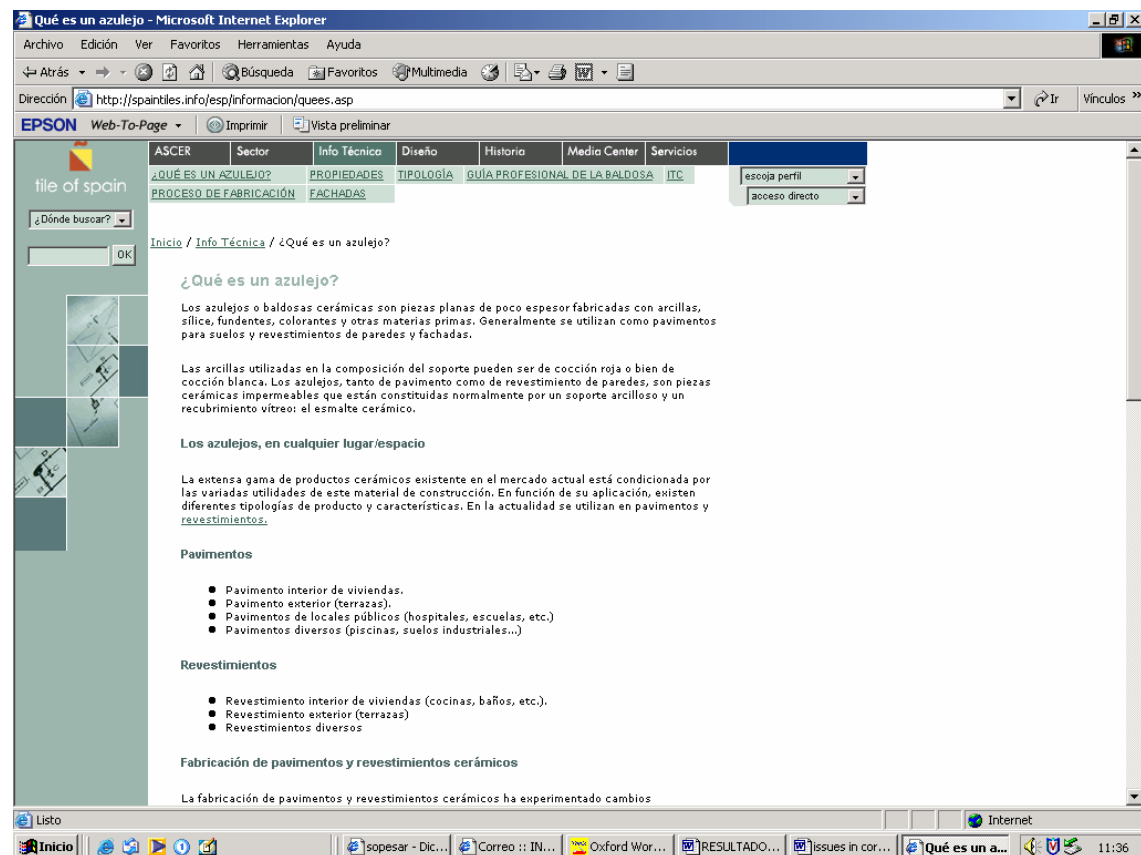 Qué es un azulejo - Microsoft Internet Explorer
Archivo Edición Ver Favoritos Herramientas Ayuda
Atrás Búsqueda Favoritos Multimedia
Dirección http://spaintiles.info/esp/informacion/quees.asp Ir Vínculos »
EPSON Web-To-Page Imprimir Vista preliminar
tile of spain
¿Dónde buscar?
OK
ASCER Sector Info Técnica Diseño Historia Media Center Servicios
¿QUÉ ES UN AZULEJO? PROPIEDADES TIPOLOGÍA GUÍA PROFESIONAL DE LA BALDOSA ITC
PROCESO DE FABRICACIÓN FACHADAS
escoja perfil
acceso directo
Inicio / Info Técnica / ¿Qué es un azulejo?
¿Qué es un azulejo?
Los azulejos o baldosas cerámicas son piezas planas de poco espesor fabricadas con arcillas,
sílice, fundentes, colorantes y otras materias primas. Generalmente se utilizan como pavimentos
para suelos y revestimientos de paredes y fachadas.
Las arcillas utilizadas en la composición del soporte pueden ser de cocción roja o bien de
cocción blanca. Los azulejos, tanto de pavimento como de revestimiento de paredes, son piezas
cerámicas impermeables que están constituidas normalmente por un soporte arcilloso y un
recubrimiento vítreo: el esmalte cerámico.
Los azulejos, en cualquier lugar/espacio
La extensa gama de productos cerámicos existente en el mercado actual está condicionada por
las variadas utilidades de este material de construcción. En función de su aplicación, existen
diferentes tipologías de producto y características. En la actualidad se utilizan en pavimentos y
revestimientos.
Pavimentos
Pavimento interior de viviendas.
Pavimento exterior (terrazas).
Pavimentos de locales públicos (hospitales, escuelas, etc.)
Pavimentos diversos (piscinas, suelos industriales...)
Revestimientos
Revestimiento interior de viviendas (cocinas, baños, etc.).
Revestimiento exterior (terrazas)
Revestimientos diversos
Fabricación de pavimentos y revestimientos cerámicos
La fabricación de pavimentos y revestimientos cerámicos ha experimentado cambios
Listo Internet
Inicio sopesar - Dic... Correo :: IN... Oxford Wor... RESULTADO... issues in cor... Qué es un a... 11:36